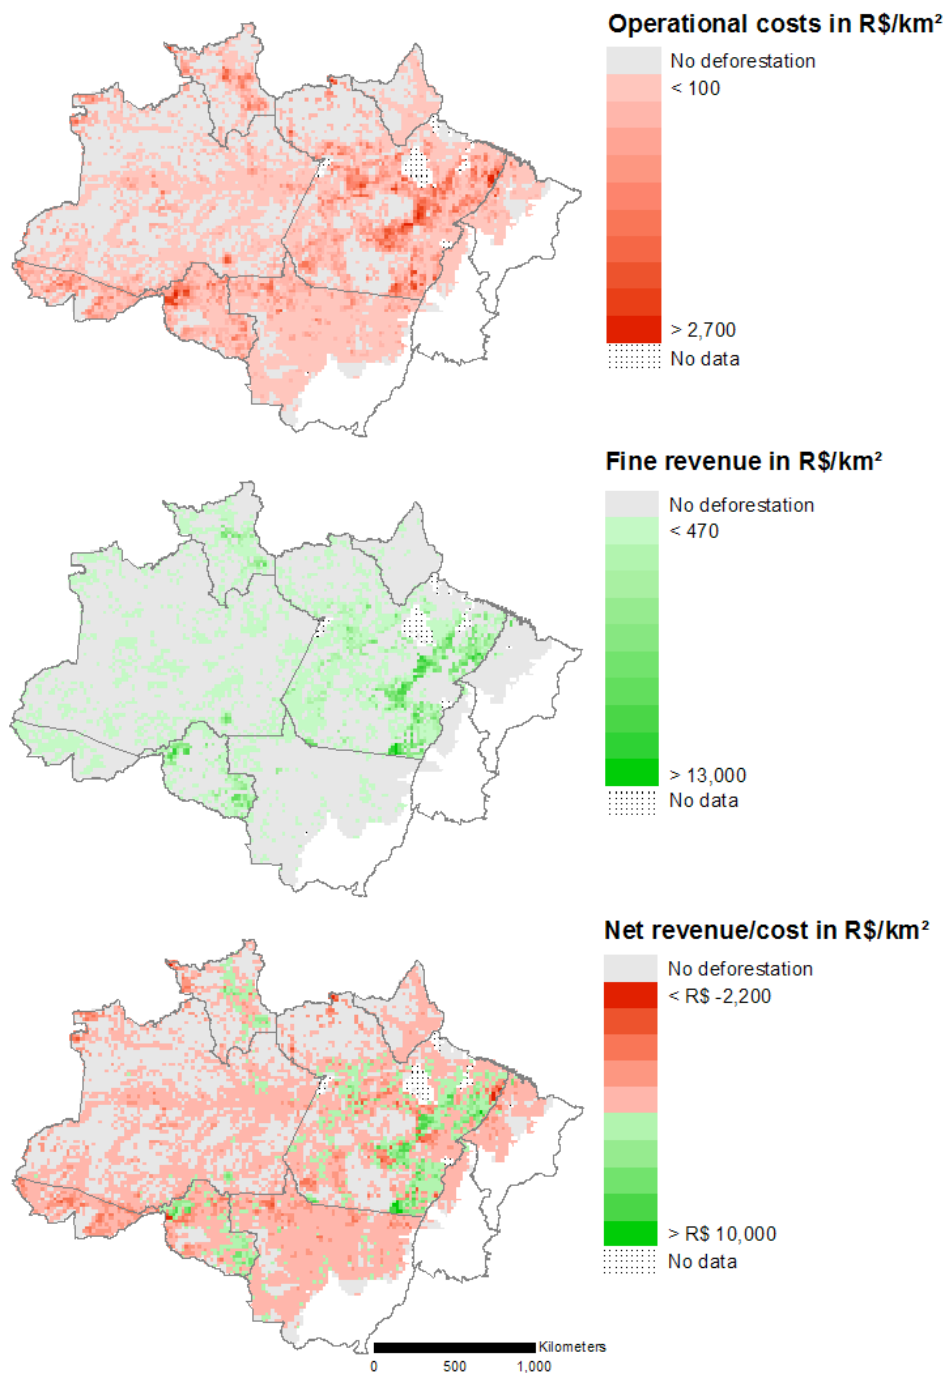 Operational costs in R$/km²
No deforestation
< 100
> 2,700
No data
Fine revenue in R$/km²
No deforestation
< 470
> 13,000
No data
Net revenue/cost in R$/km²
No deforestation
< R$ -2,200
> R$ 10,000
No data
Kilometers
0 500 1,000